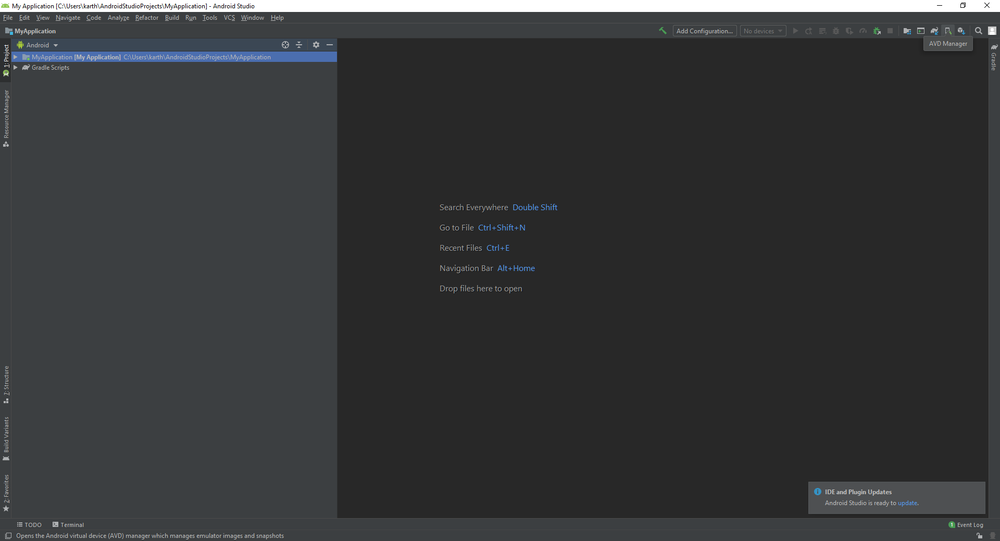 My Application [C:\Users\karth\AndroidStudioProjects\MyApplication] - Android Studio
File Edit View Navigate Code Analyze Refactor Build Run Tools VCS Window Help
MyApplication
Add Configuration...
No devices
AVD Manager
Android
MyApplication [My Application] C:\Users\karth\AndroidStudioProjects\MyApplication
Gradle Scripts
1: Project
Resource Manager
7: Structure
Build Variants
2: Favorites
Gradle
Search Everywhere Double Shift
Go to File Ctrl+Shift+N
Recent Files Ctrl+E
Navigation Bar Alt+Home
Drop files here to open
IDE and Plugin Updates
Android Studio is ready to update.
TODO
Terminal
1 Event Log
Opens the Android virtual device (AVD) manager which manages emulator images and snapshots